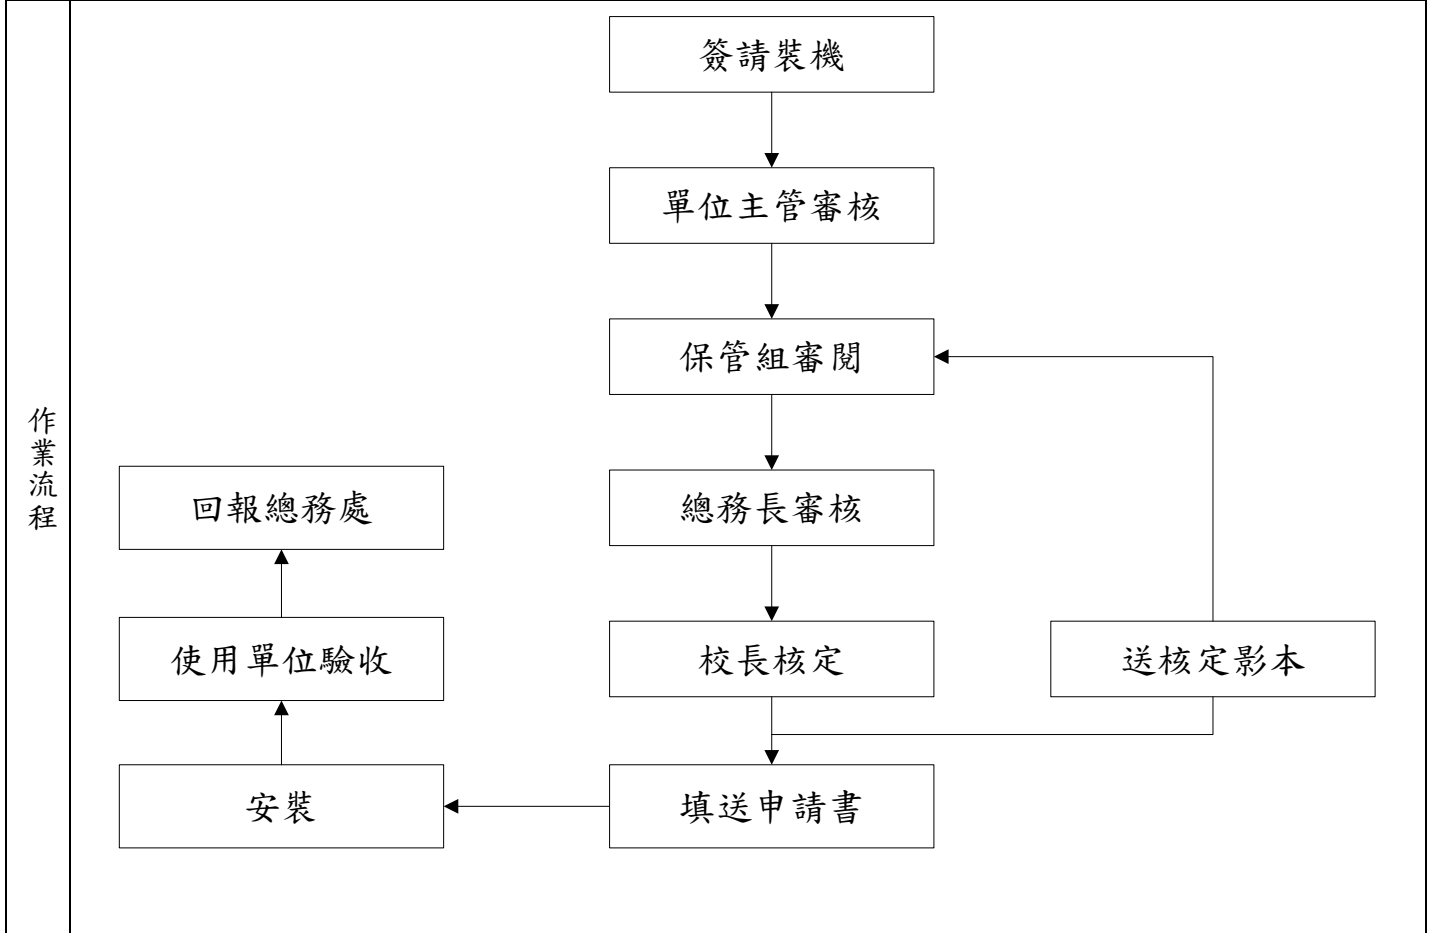 作業流程
簽請裝機
單位主管審核
保管組審閱
總務長審核
校長核定
送核定影本
填送申請書
安裝
使用單位驗收
回報總務處